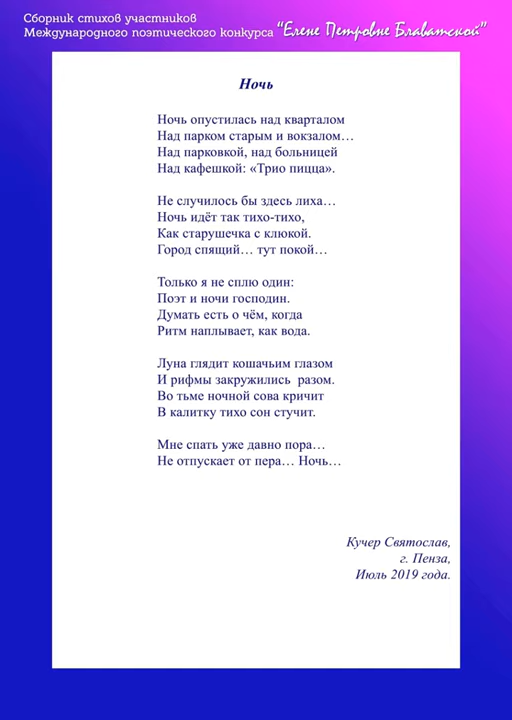 Сборник стихов участников
Международного поэтического конкурса "Елене Петровне Блаватской"
Ночь
Ночь опустилась над кварталом
Над парком старым и вокзалом…
Над парковкой, над больницей
Над кафешкой: «Трио пицца».
Не случилось бы здесь лиха…
Ночь идёт так тихо-тихо,
Как старушечка с клюкой.
Город спящий… тут покой…
Только я не сплю один:
Поэт и ночи господин.
Думать есть о чём, когда
Ритм наплывает, как вода.
Луна глядит кошачьим глазом
И рифмы закружились  разом.
Во тьме ночной сова кричит
В калитку тихо сон стучит.
Мне спать уже давно пора…
Не отпускает от пера… Ночь…
Кучер Святослав,
г. Пенза,
Июль 2019 года.